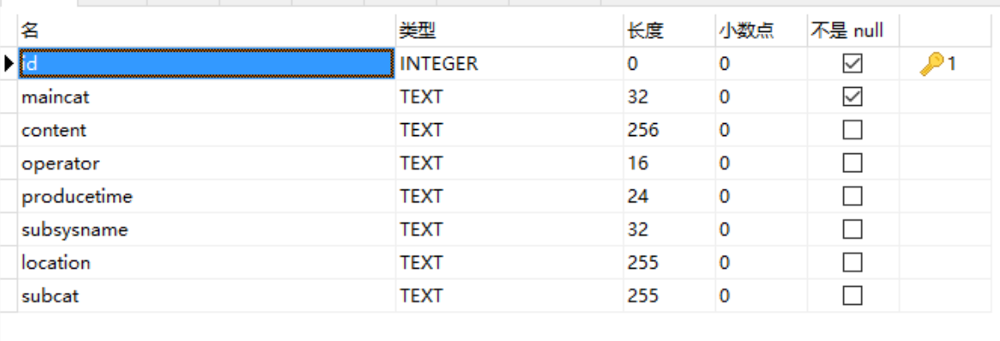 名 类型 长度 小数点 不是 null
id INTEGER 0 0 1
maincat TEXT 32 0
content TEXT 256 0
operator TEXT 16 0
producetime TEXT 24 0
subsysname TEXT 32 0
location TEXT 255 0
subcat TEXT 255 0